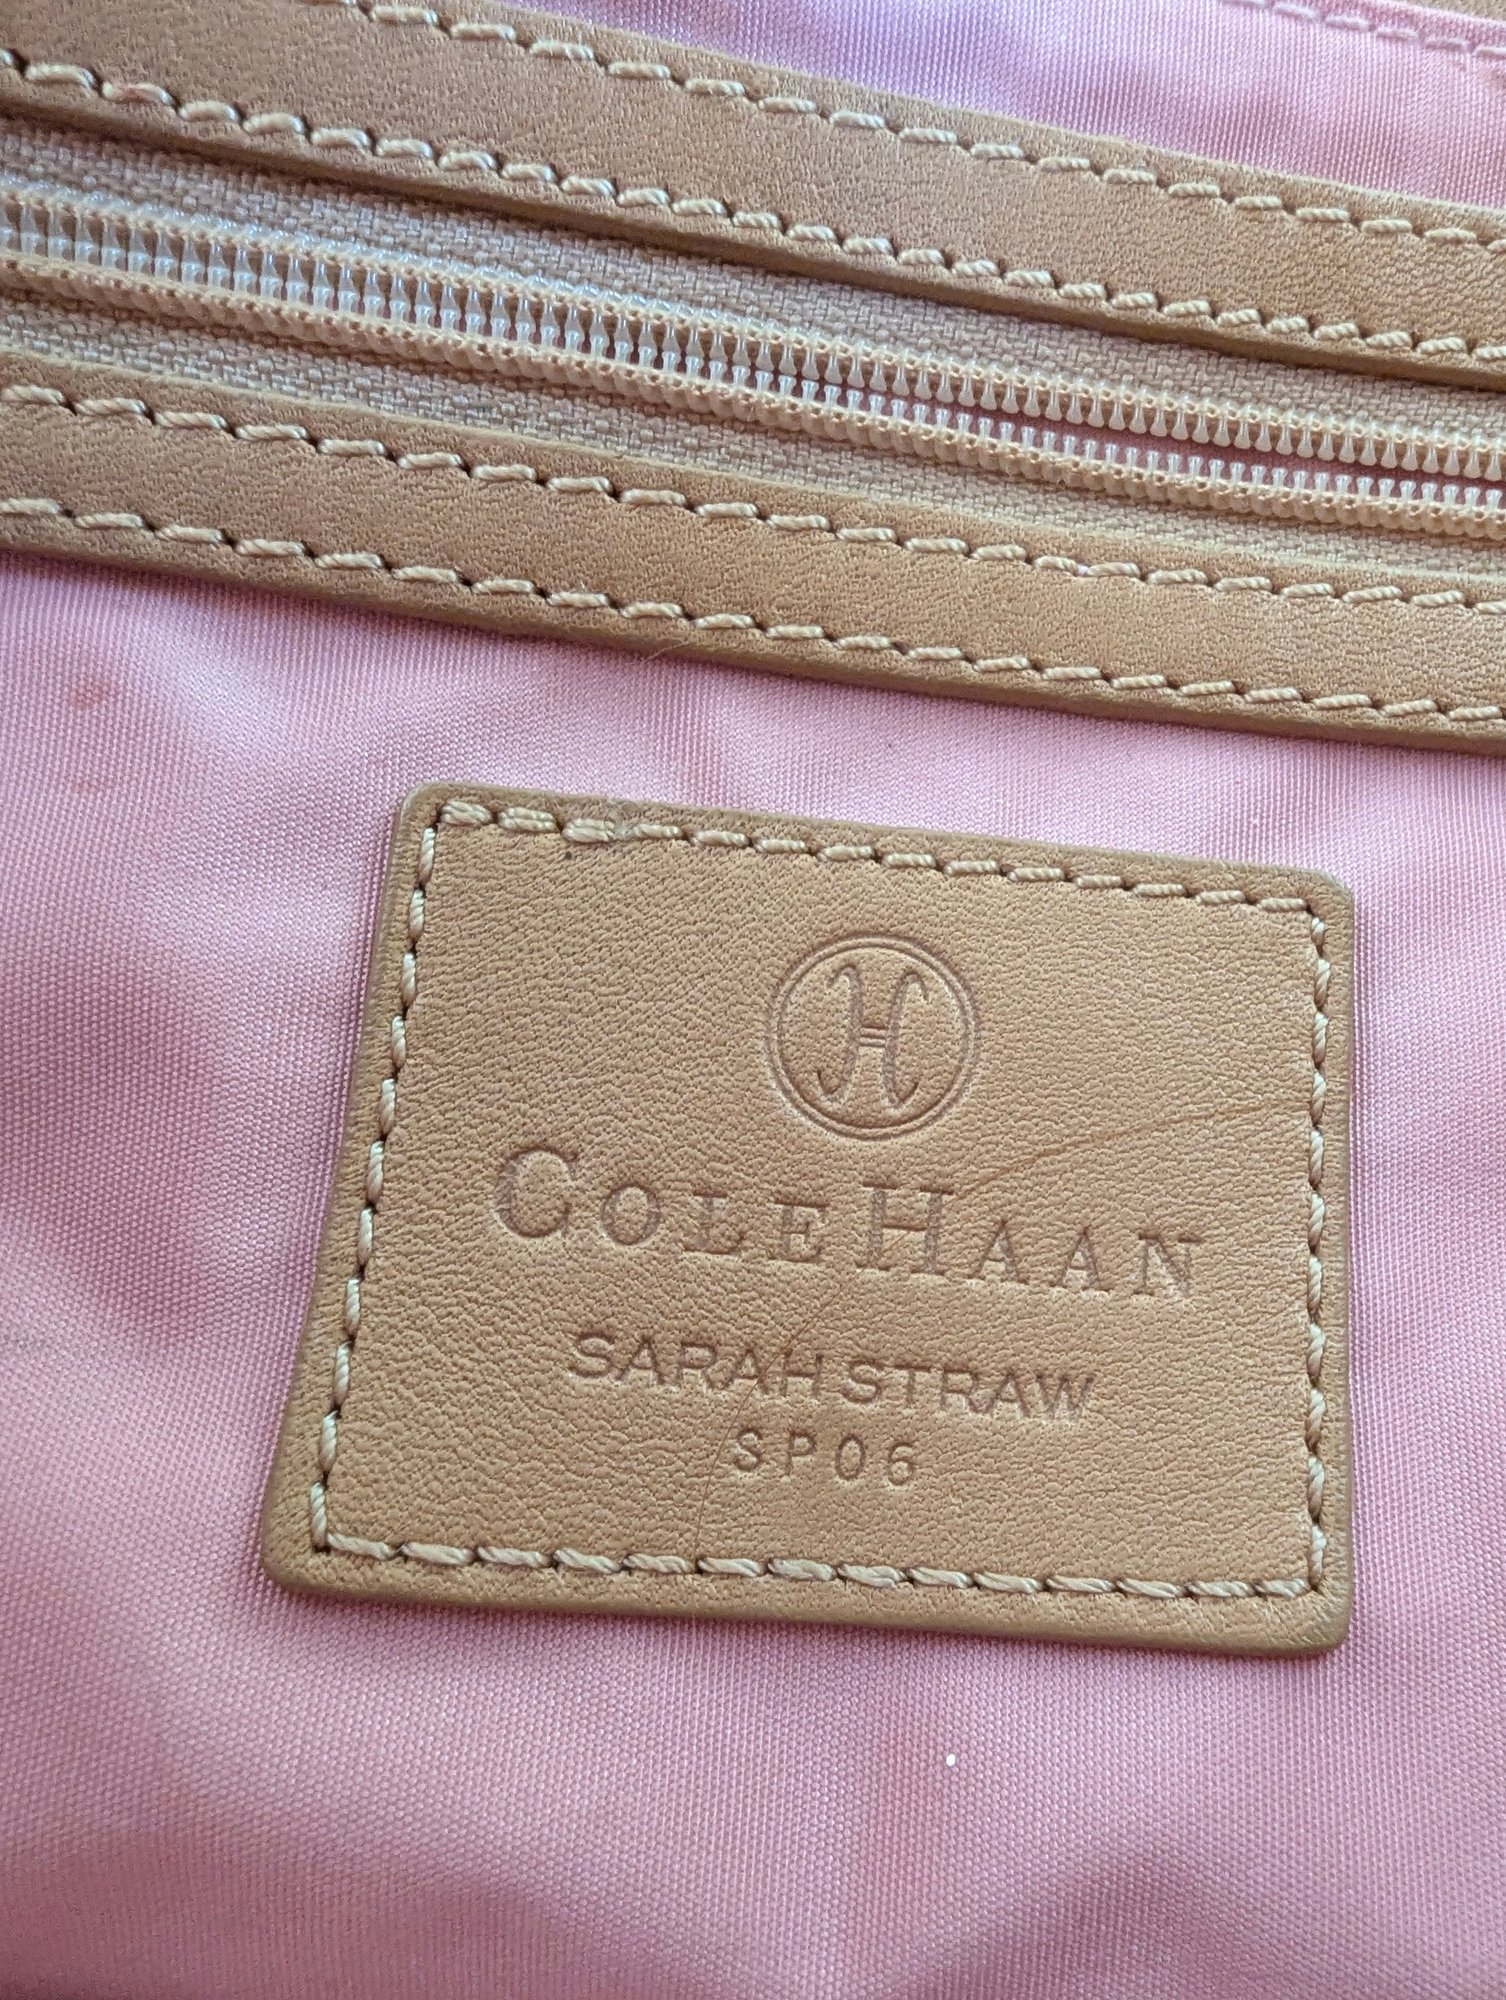 H
COLE HAAN
SARAH STRAW
SP06